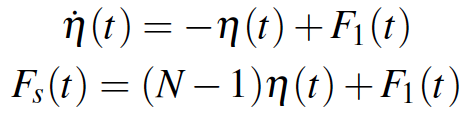 η̇(t) = −η(t) + F₁(t)
Fₛ(t) = (N − 1)η(t) + F₁(t)